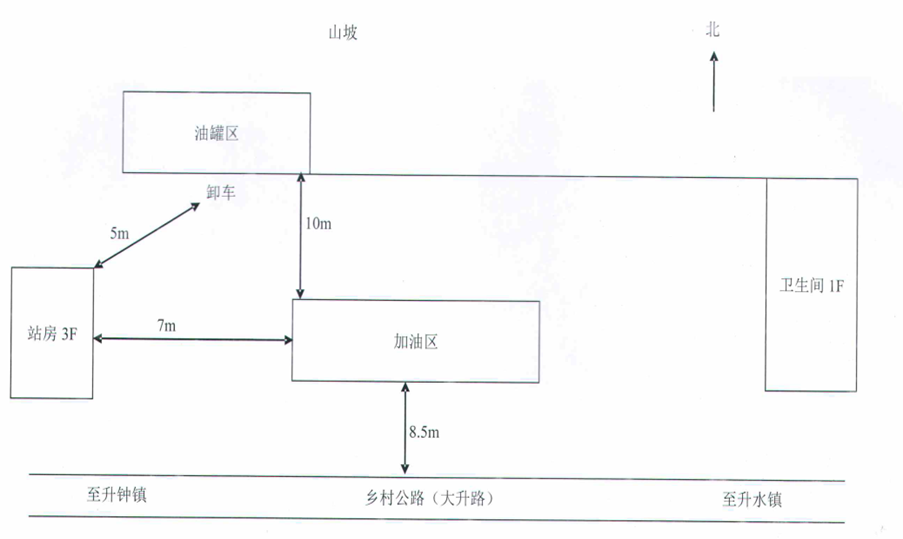 山坡
北
油罐区
卸车
5m
10m
卫生间 1F
站房 3F
7m
加油区
8.5m
至升钟镇
乡村公路（大升路）
至升水镇